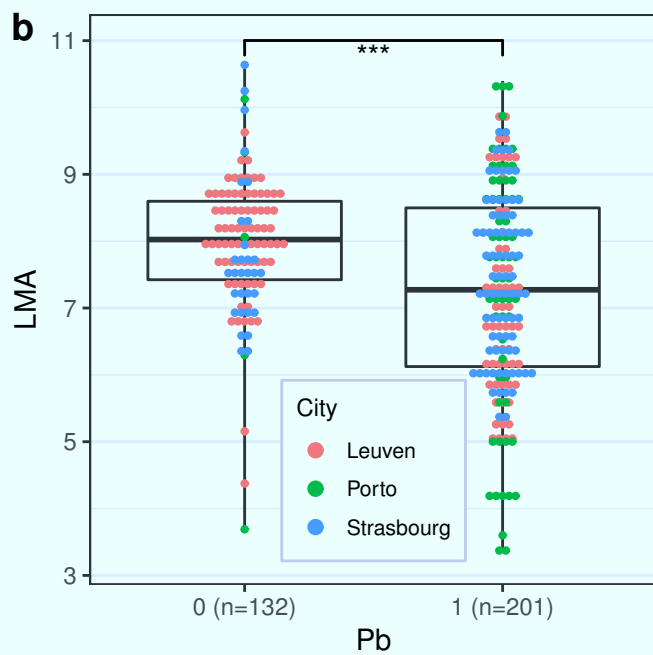 b
11
***
9
7
5
3
LMA
City
Leuven
Porto
Strasbourg
0 (n=132)
1 (n=201)
Pb